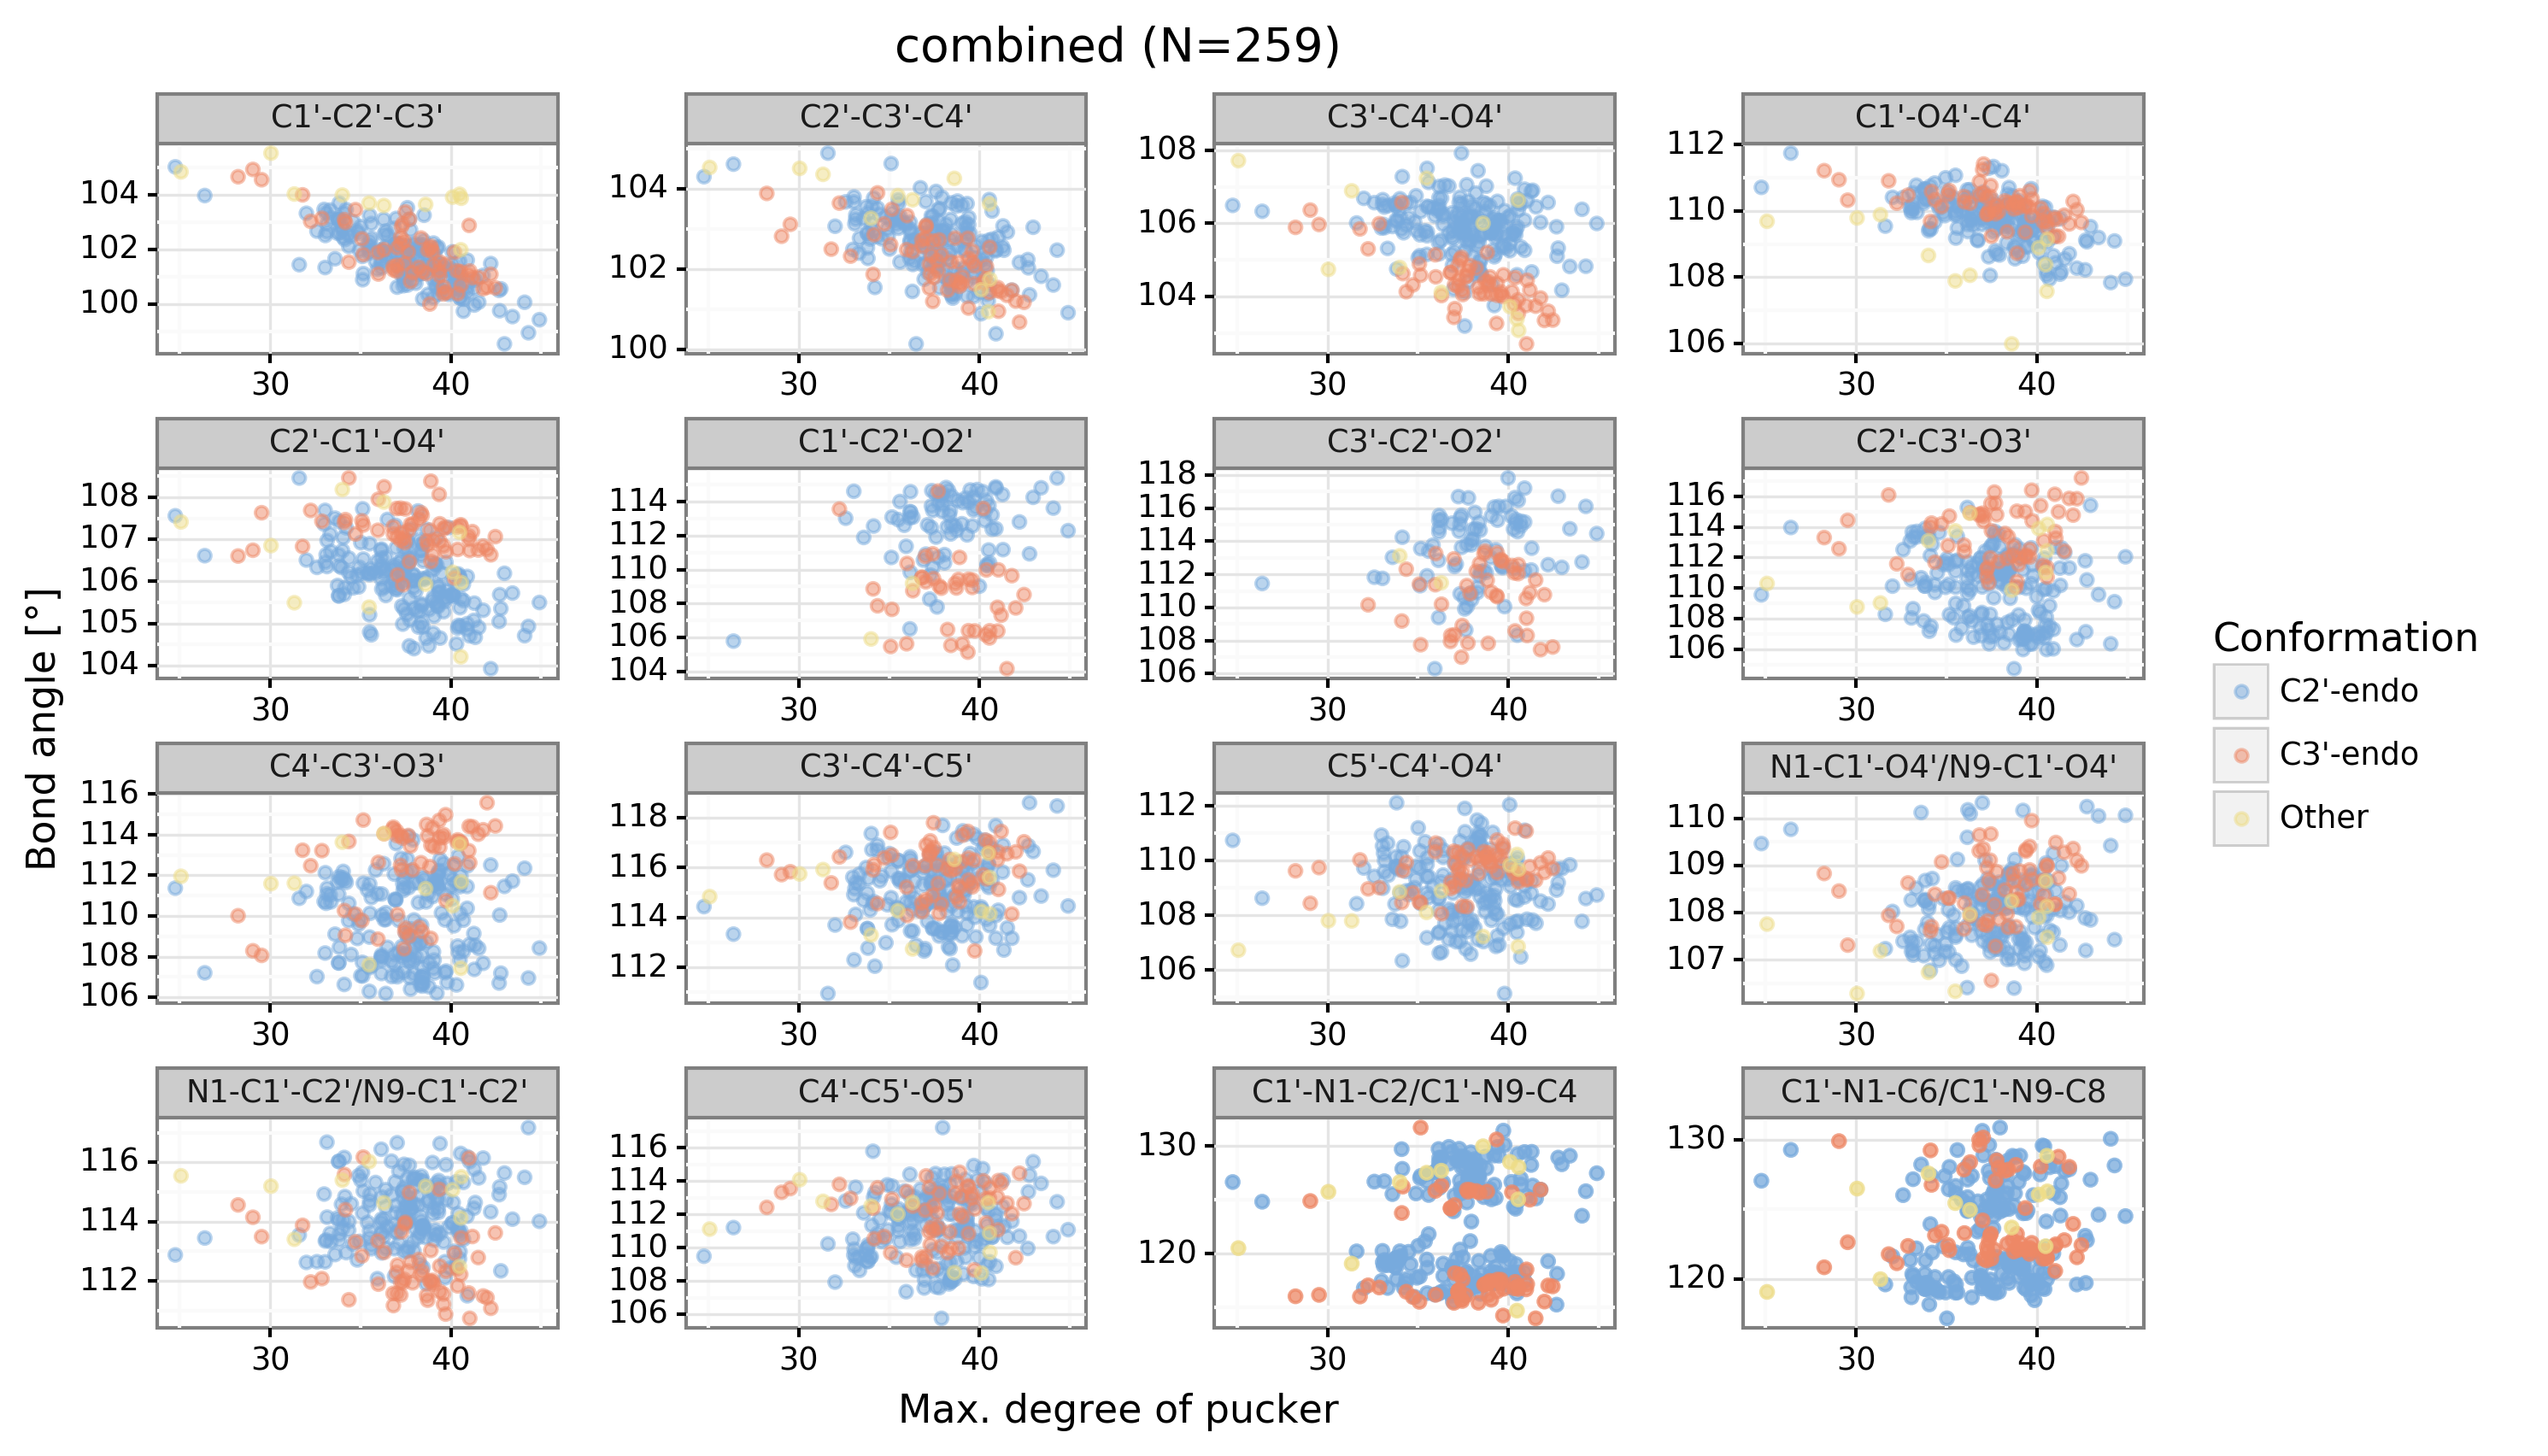 combined (N=259)
C1'-C2'-C3' C2'-C3'-C4' C3'-C4'-O4' C1'-O4'-C4'
104 102 100
104 102 100
108 106 104
112 110 108 106
30 40 30 40 30 40 30 40
C2'-C1'-O4' C1'-C2'-O2' C3'-C2'-O2' C2'-C3'-O3'
108 107 106 105 104
114 112 110 108 106 104
118 116 114 112 110 108 106
116 114 112 110 108 106
30 40 30 40 30 40 30 40
C4'-C3'-O3' C3'-C4'-C5' C5'-C4'-O4' N1-C1'-O4'/N9-C1'-O4'
116 114 112 110 108 106
118 116 114 112
112 110 108 106
110 109 108 107
30 40 30 40 30 40 30 40
N1-C1'-C2'/N9-C1'-C2' C4'-C5'-O5' C1'-N1-C2/C1'-N9-C4 C1'-N1-C6/C1'-N9-C8
116 114 112
116 114 112 110 108 106
130 120
130 120
30 40 30 40 30 40 30 40
Bond angle [°]
Max. degree of pucker
Conformation
C2'-endo
C3'-endo
Other